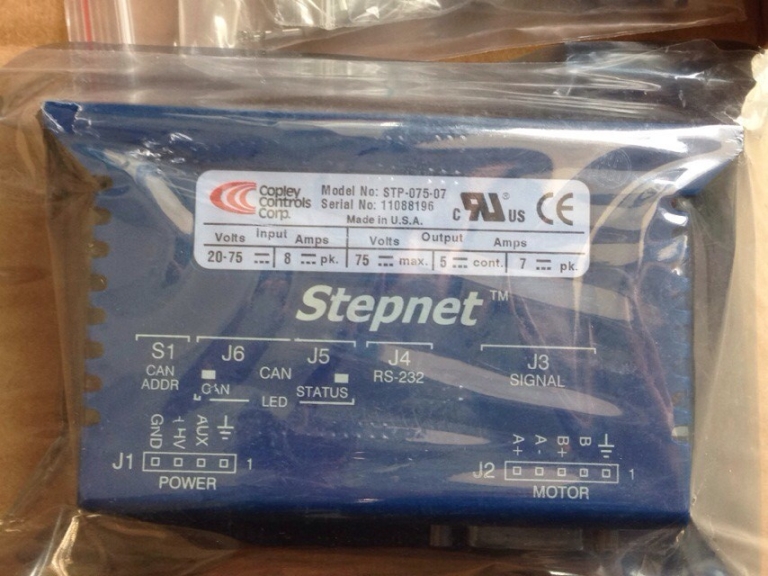 Copley Controls Corp.
Model No: STP-075-07
Serial No: 11088196
Made in U.S.A.
C RU® US CE
Input Output
Volts Amps Volts Amps
20-75 8 pk. 75 max. 5 cont. 7 pk.
Stepnet™
S1 J6 J5 J4 J3
CAN ADDR CAN RS-232 SIGNAL
CAN STATUS
LED
GND +HV AUX
J1 1
POWER
A+ A- B+ B
J2 1
MOTOR